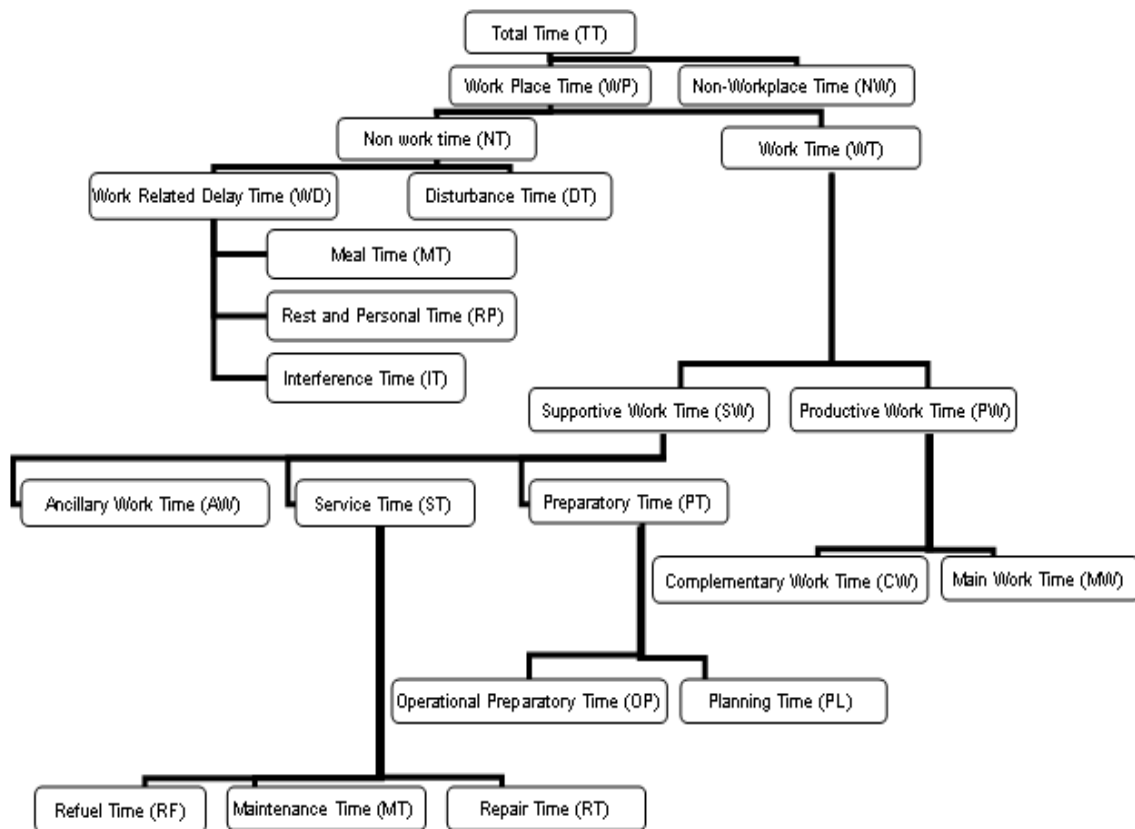 Total Time (TT)
Work Place Time (WP)
Non-Workplace Time (NW)
Non work time (NT)
Work Time (WT)
Work Related Delay Time (WD)
Disturbance Time (DT)
Meal Time (MT)
Rest and Personal Time (RP)
Interference Time (IT)
Supportive Work Time (SW)
Productive Work Time (PW)
Ancillary Work Time (AW)
Service Time (ST)
Preparatory Time (PT)
Complementary Work Time (CW)
Main Work Time (MW)
Operational Preparatory Time (OP)
Planning Time (PL)
Refuel Time (RF)
Maintenance Time (MT)
Repair Time (RT)